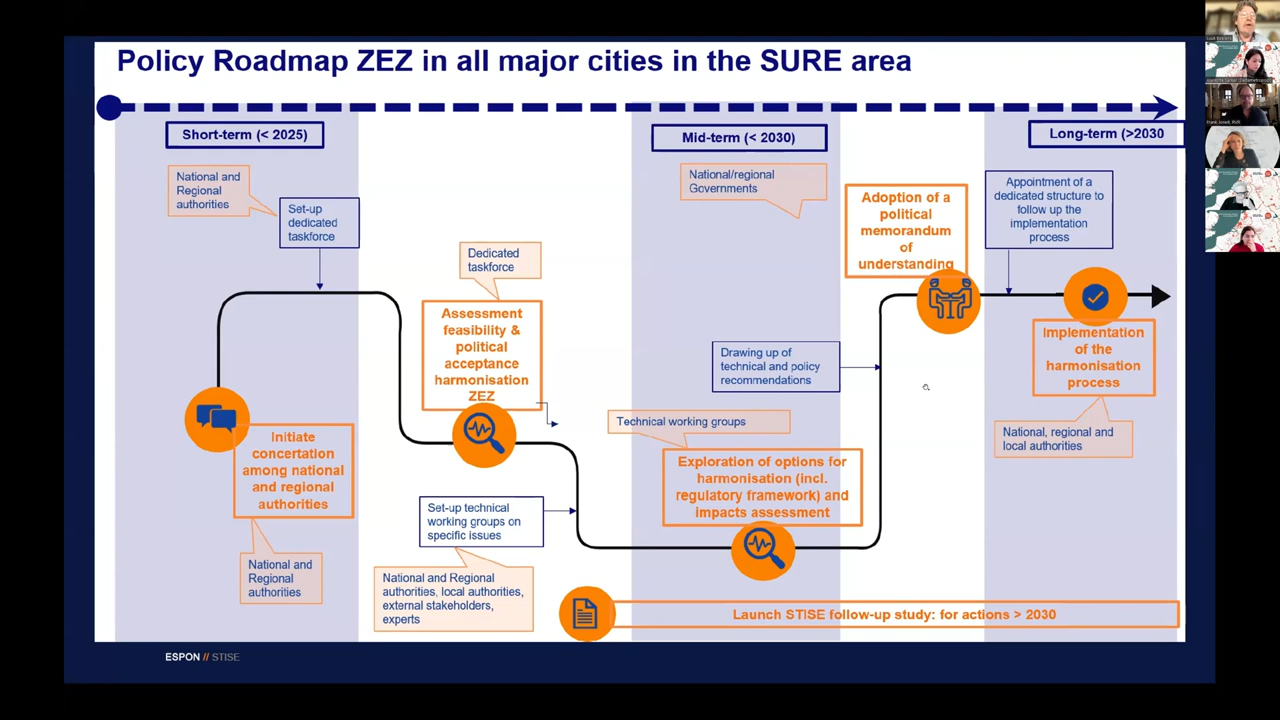 Policy Roadmap ZEZ in all major cities in the SURE area
Short-term (< 2025)
Mid-term (< 2030)
Long-term (>2030
National and
Regional
authorities
Set-up
dedicated
taskforce
Dedicated
taskforce
Assessment
feasibility &
political
acceptance
harmonisation
ZEZ
Initiate
concertation
among national
and regional
authorities
National and
Regional
authorities
Set-up technical
working groups on
specific issues
National and Regional
authorities, local authorities,
external stakeholders,
experts
National/regional
Governments
Drawing up of
technical and policy
recommendations
Technical working groups
Exploration of options for
harmonisation (incl.
regulatory framework) and
impacts assessment
Adoption of a
political
memorandum
of
understanding
Appointment of a
dedicated structure to
follow up the
implementation
process
Implementation
of the
harmonisation
process
National, regional and
local authorities
Launch STISE follow-up study: for actions > 2030
ESPON // STISE